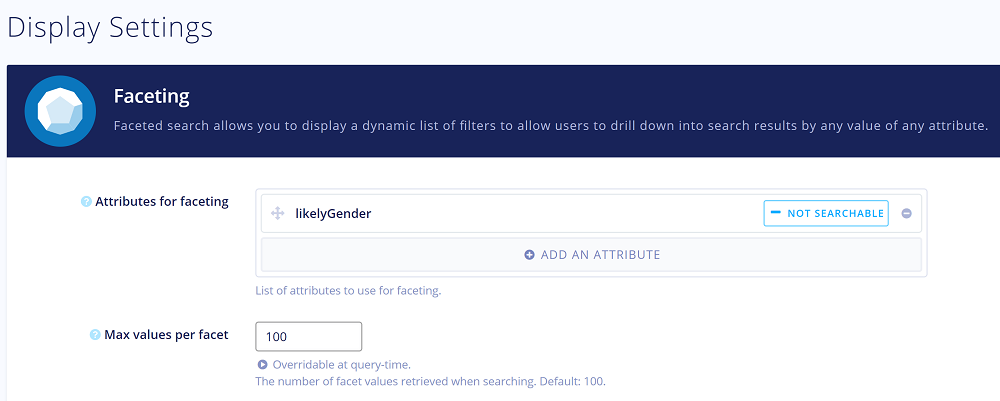 Display Settings
Faceting
Faceted search allows you to display a dynamic list of filters to allow users to drill down into search results by any value of any attribute.
? Attributes for faceting
likelyGender
NOT SEARCHABLE
ADD AN ATTRIBUTE
List of attributes to use for faceting.
? Max values per facet
100
Overridable at query-time.
The number of facet values retrieved when searching. Default: 100.